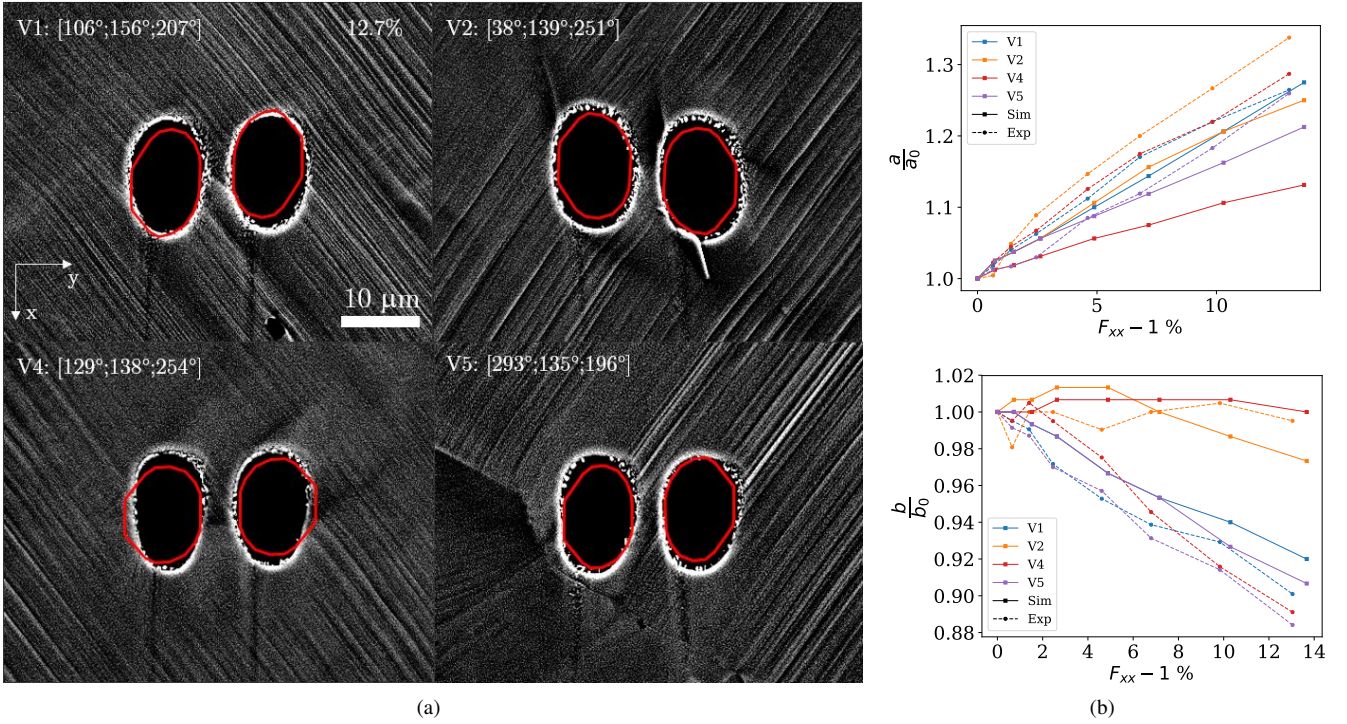 V1: [106°;156°;207°]
12.7%
V2: [38°;139°;251°]
y
x
10 μm
V4: [129°;138°;254°]
V5: [293°;135°;196°]
(a)
V1
V2
V4
V5
Sim
Exp
1.3
1.2
1.1
1.0
a
a₀
0
5
10
Fₓₓ − 1 %
1.02
1.00
0.98
0.96
0.94
0.92
0.90
0.88
b
b₀
V1
V2
V4
V5
Sim
Exp
0
2
4
6
8
10
12
14
Fₓₓ − 1 %
(b)